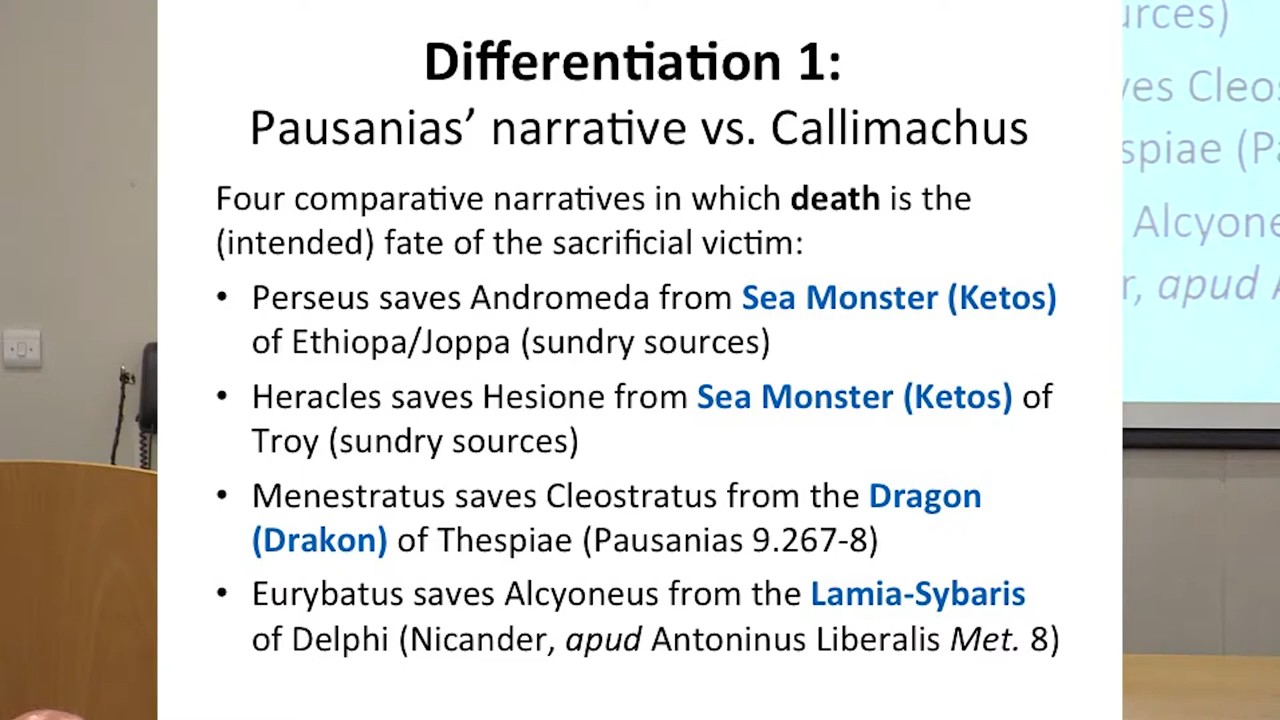 Differentiation 1:
Pausanias’ narrative vs. Callimachus
Four comparative narratives in which death is the
(intended) fate of the sacrificial victim:
• Perseus saves Andromeda from Sea Monster (Ketos)
of Ethiopa/Joppa (sundry sources)
• Heracles saves Hesione from Sea Monster (Ketos) of
Troy (sundry sources)
• Menestratus saves Cleostratus from the Dragon
(Drakon) of Thespiae (Pausanias 9.267-8)
• Eurybatus saves Alcyoneus from the Lamia-Sybaris
of Delphi (Nicander, apud Antoninus Liberalis Met. 8)
urces)
ves Cleos
spiae (Pa
Alcyone
r, apud A